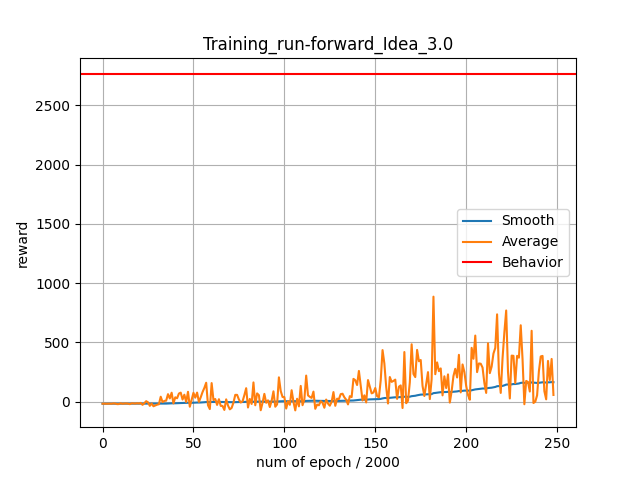 Training_run-forward_Idea_3.0
reward
2500
2000
1500
1000
500
0
Smooth
Average
Behavior
0 50 100 150 200 250
num of epoch / 2000